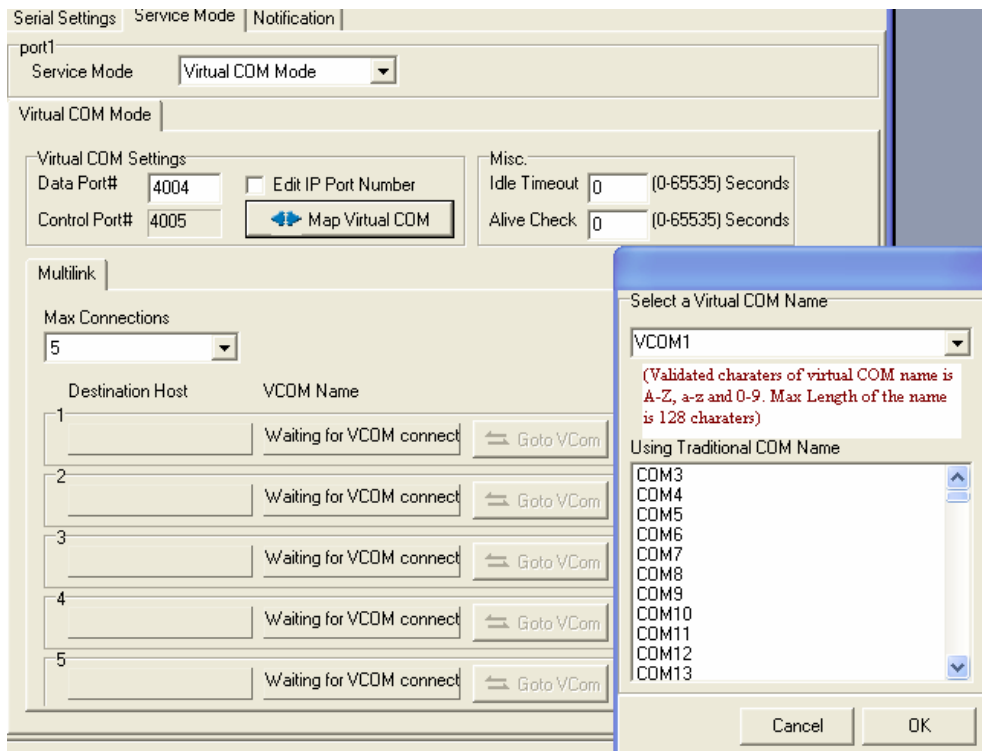 Serial Settings Service Mode Notification
port1
Service Mode Virtual COM Mode
Virtual COM Mode
Virtual COM Settings
Data Port# 4004 Edit IP Port Number
Control Port# 4005 Map Virtual COM
Misc.
Idle Timeout 0 (0-65535) Seconds
Alive Check 0 (0-65535) Seconds
Multilink
Max Connections
5
Destination Host VCOM Name
1 Waiting for VCOM connect Goto VCom
2 Waiting for VCOM connect Goto VCom
3 Waiting for VCOM connect Goto VCom
4 Waiting for VCOM connect Goto VCom
5 Waiting for VCOM connect Goto VCom
Select a Virtual COM Name
VCOM1
(Validated charaters of virtual COM name is
A-Z, a-z and 0-9. Max Length of the name
is 128 charaters)
Using Traditional COM Name
COM3
COM4
COM5
COM6
COM7
COM8
COM9
COM10
COM11
COM12
COM13
Cancel OK